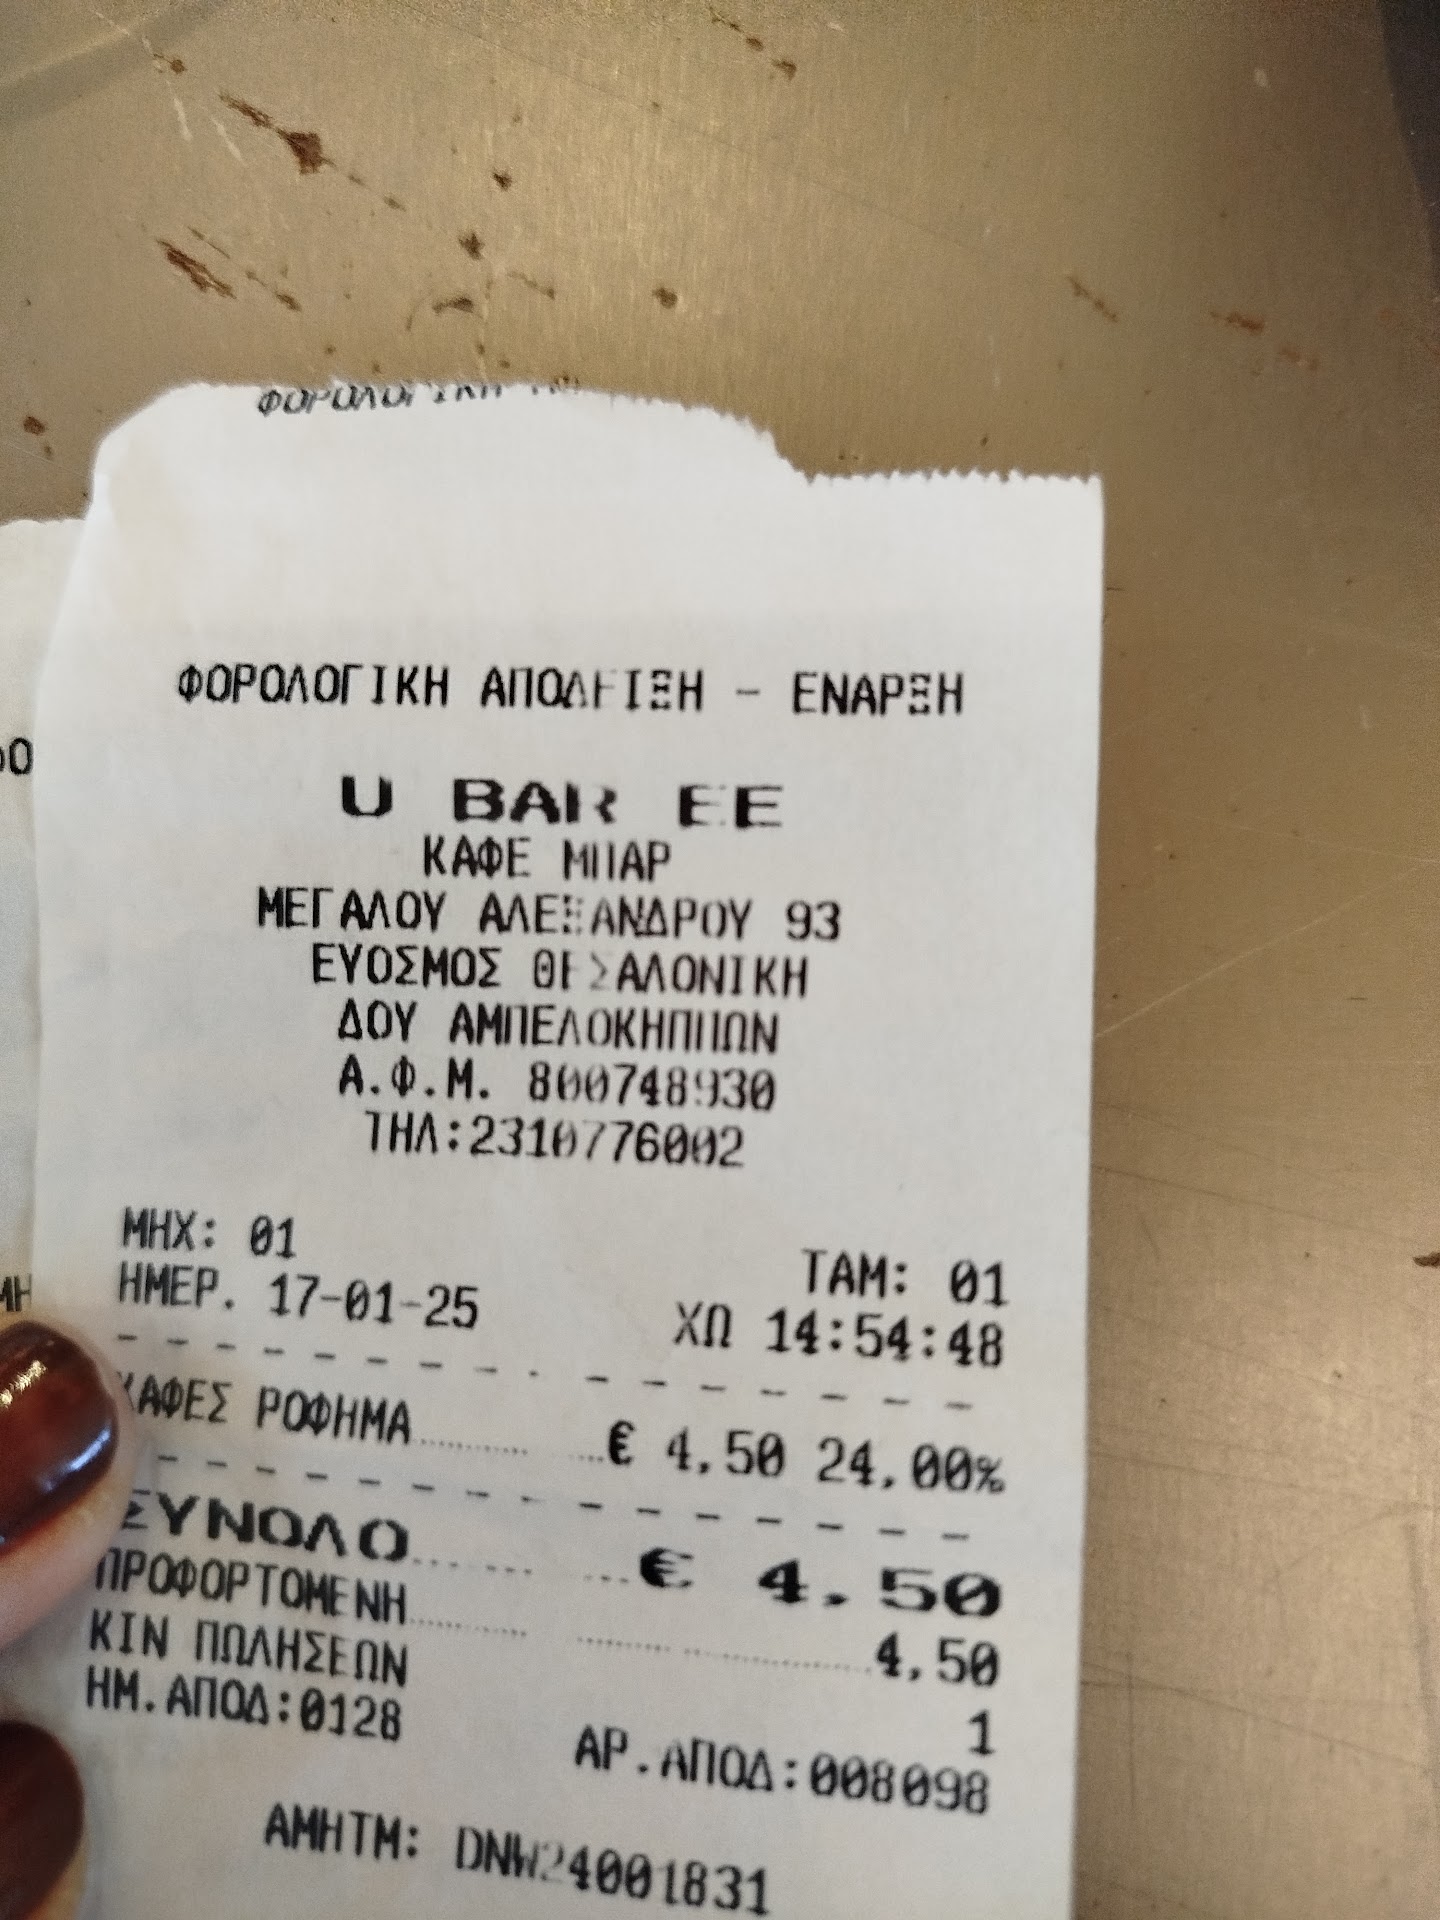 ΦΟΡΟΛΟΓΙΚΗ ΑΠΟΔΕΙΞΗ - ΕΝΑΡΞΗ
U BAR EE
ΚΑΦΕ ΜΠΑΡ
ΜΕΓΑΛΟΥ ΑΛΕΞΑΝΔΡΟΥ 93
ΕΥΟΣΜΟΣ ΘΕΣΑΛΟΝΙΚΗ
ΔΟΥ ΑΜΠΕΛΟΚΗΠΠΩΝ
Α.Φ.Μ. 800748930
ΤΗΛ:2310776002
ΜΗΧ: 01 ΤΑΜ: 01
ΗΜΕΡ. 17-01-25 ΧΩ 14:54:48
ΚΑΦΕΣ ΡΟΦΗΜΑ..............€ 4,50 24,00%
ΣΥΝΟΛΟ..............€ 4,50
ΠΡΟΦΟΡΤΟΜΕΝΗ..............4,50
ΚΙΝ ΠΩΛΗΣΕΩΝ 1
ΗΜ.ΑΠΟΔ:0128 ΑΡ.ΑΠΟΔ:008098
ΑΜΗΤΜ: DNW24001831